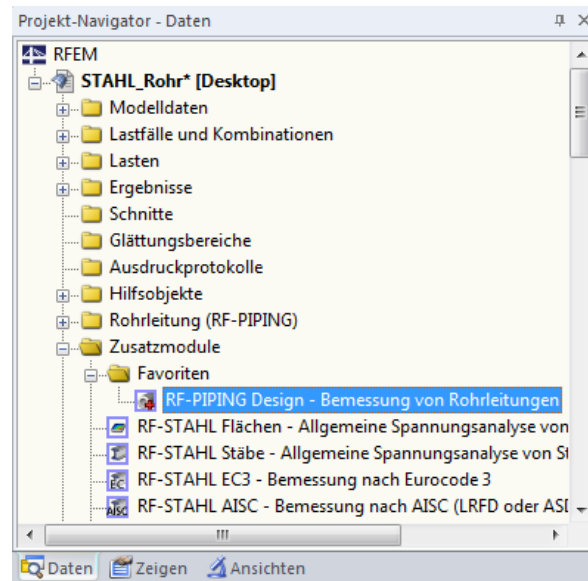 Projekt-Navigator - Daten
RFEM
STAHL_Rohr* [Desktop]
Modelldaten
Lastfälle und Kombinationen
Lasten
Ergebnisse
Schnitte
Glättungsbereiche
Ausdruckprotokolle
Hilfsobjekte
Rohrleitung (RF-PIPING)
Zusatzmodule
Favoriten
RF-PIPING Design - Bemessung von Rohrleitungen
RF-STAHL Flächen - Allgemeine Spannungsanalyse von
RF-STAHL Stäbe - Allgemeine Spannungsanalyse von St
EC RF-STAHL EC3 - Bemessung nach Eurocode 3
AISC RF-STAHL AISC - Bemessung nach AISC (LRFD oder ASD
Daten Zeigen Ansichten